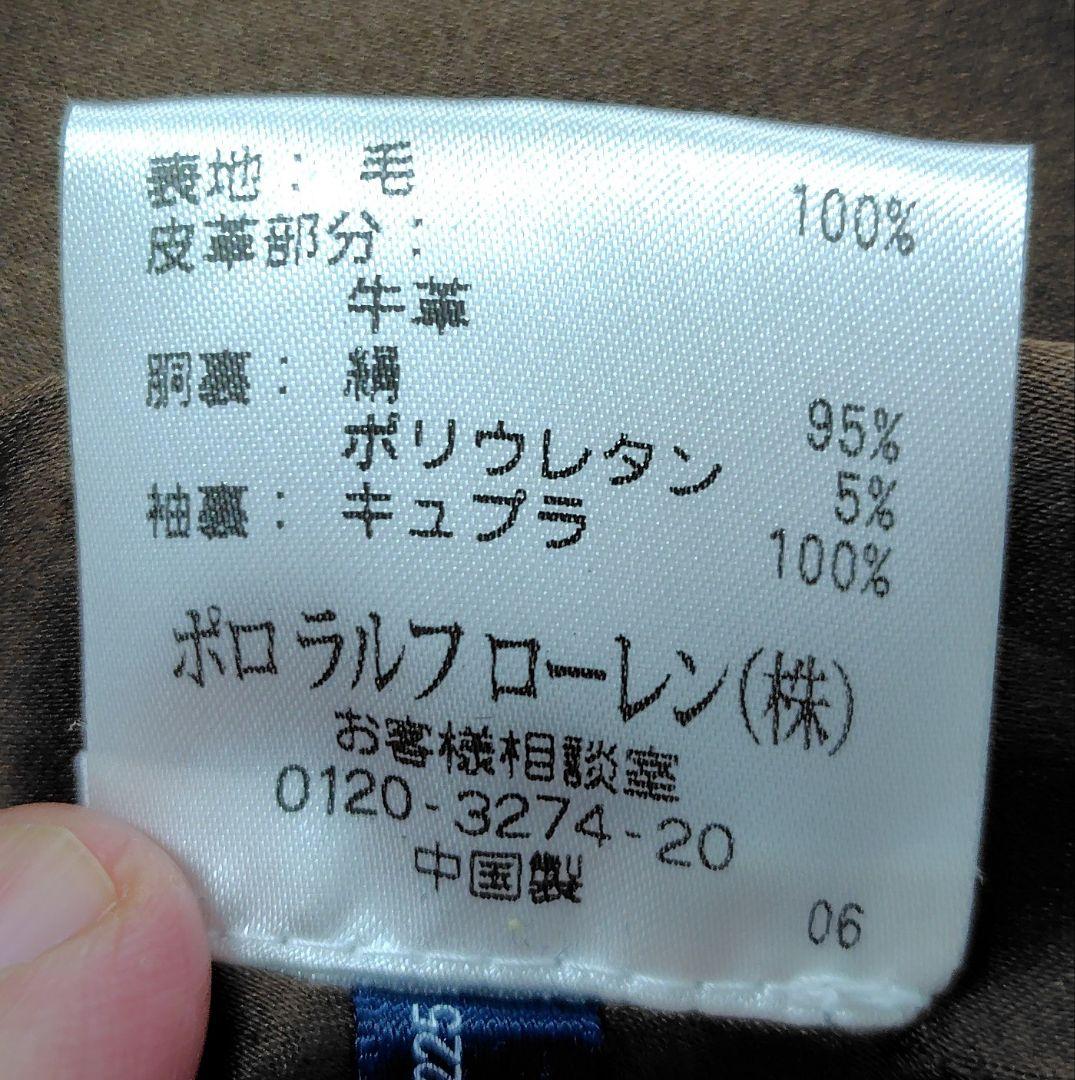 表地: 毛 100%
皮革部分:
牛革
胴裏: 絹 95%
ポリウレタン 5%
袖裏: キュプラ 100%
ポロ ラルフ ローレン(株)
お客様相談室
0120-3274-20
中国製
06
025